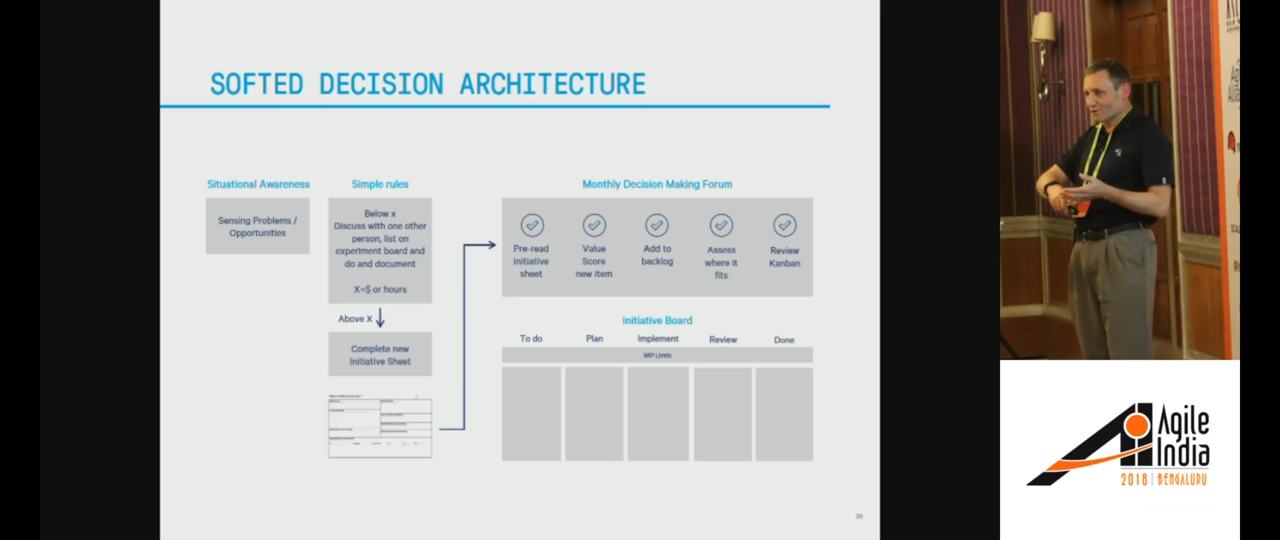 SOFTED DECISION ARCHITECTURE
Situational Awareness
Sensing Problems /
Opportunities
Simple rules
Below x
Discuss with one other
person, list on
experiment board and
do and document
X=$ or hours
Above X
Complete new
Initiative Sheet
Monthly Decision Making Forum
Pre-read
initiative
sheet
Value
Score
new item
Add to
backlog
Assess
where it
fits
Review
Kanban
Initiative Board
To do
Plan
Implement
Review
Done
WIP Limits
Agile
India
2018 | BENGALURU